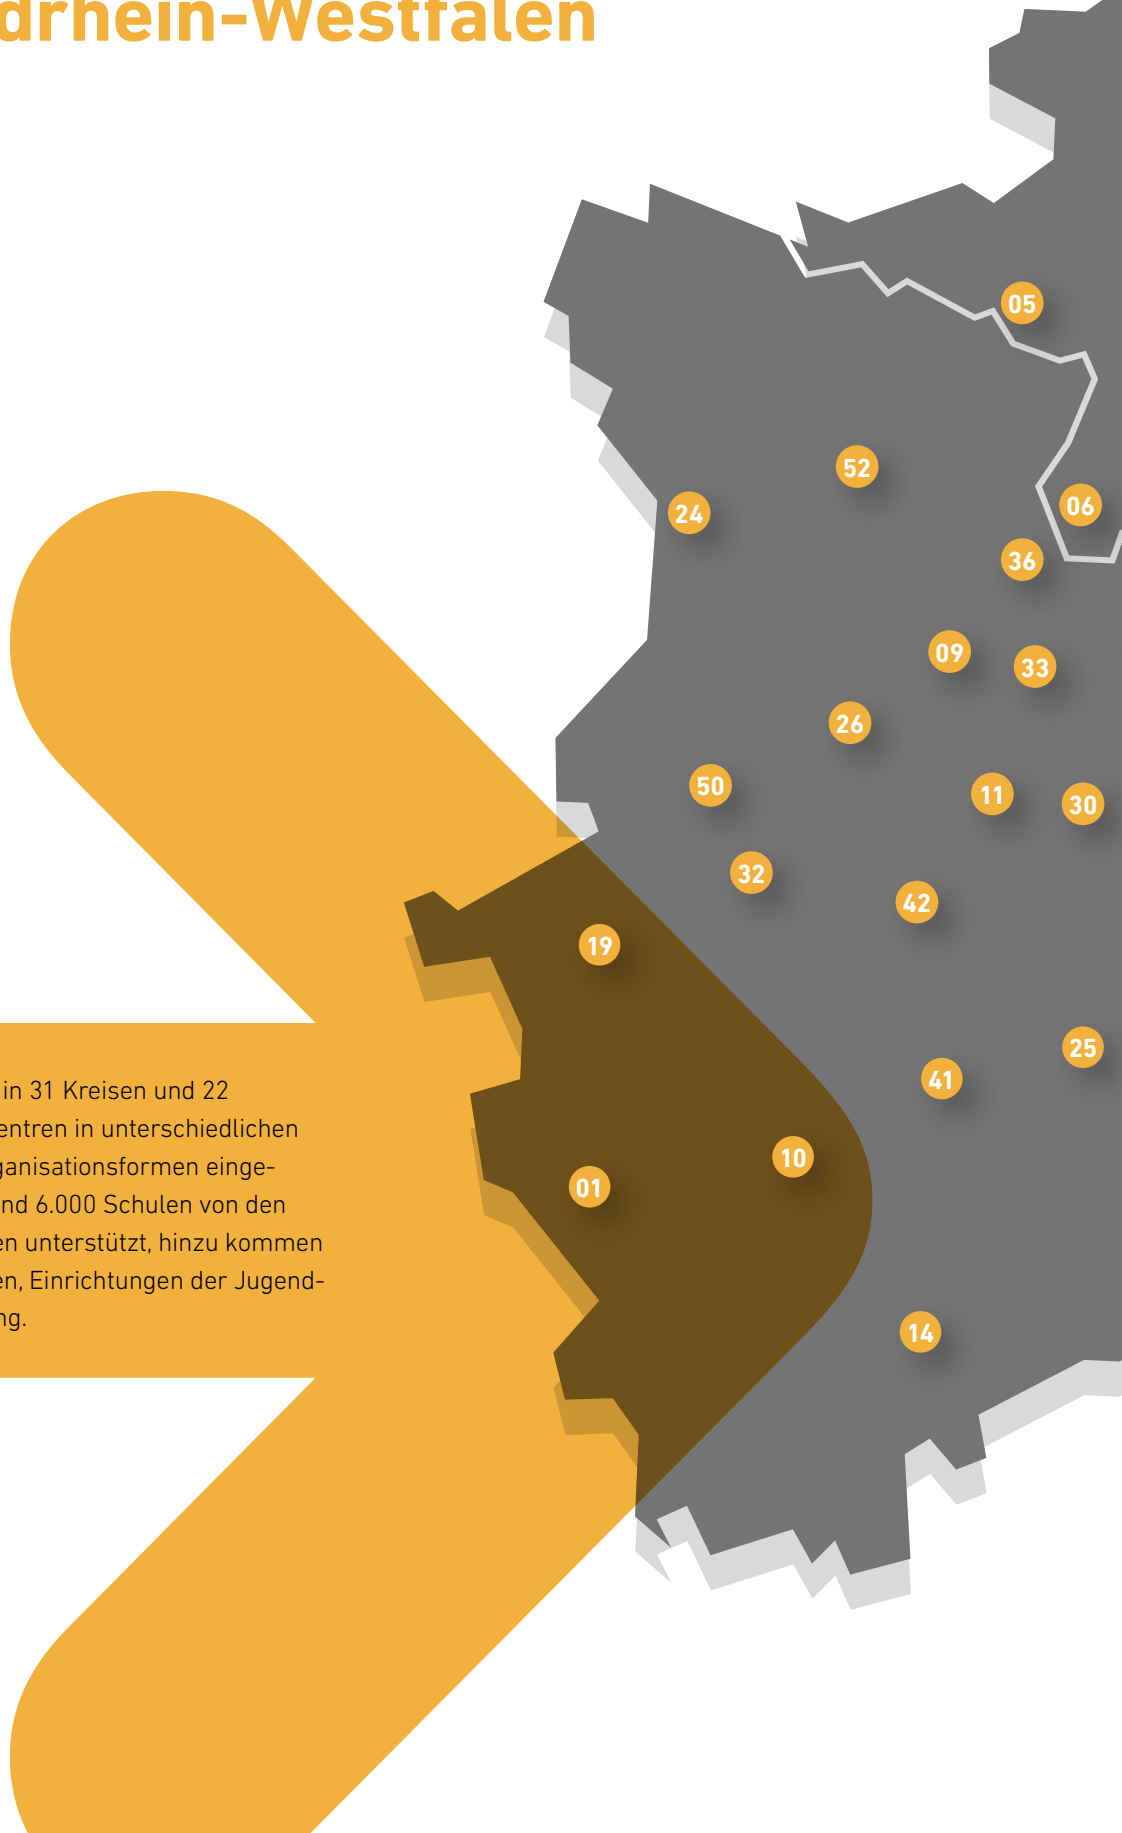 drhein-Westfalen
05
52
24
06
36
09
33
26
50
11
30
32
42
19
25
41
10
01
14
in 31 Kreisen und 22
entren in unterschiedlichen
ganisationsformen einge-
nd 6.000 Schulen von den
en unterstützt, hinzu kommen
en, Einrichtungen der Jugend-
ng.